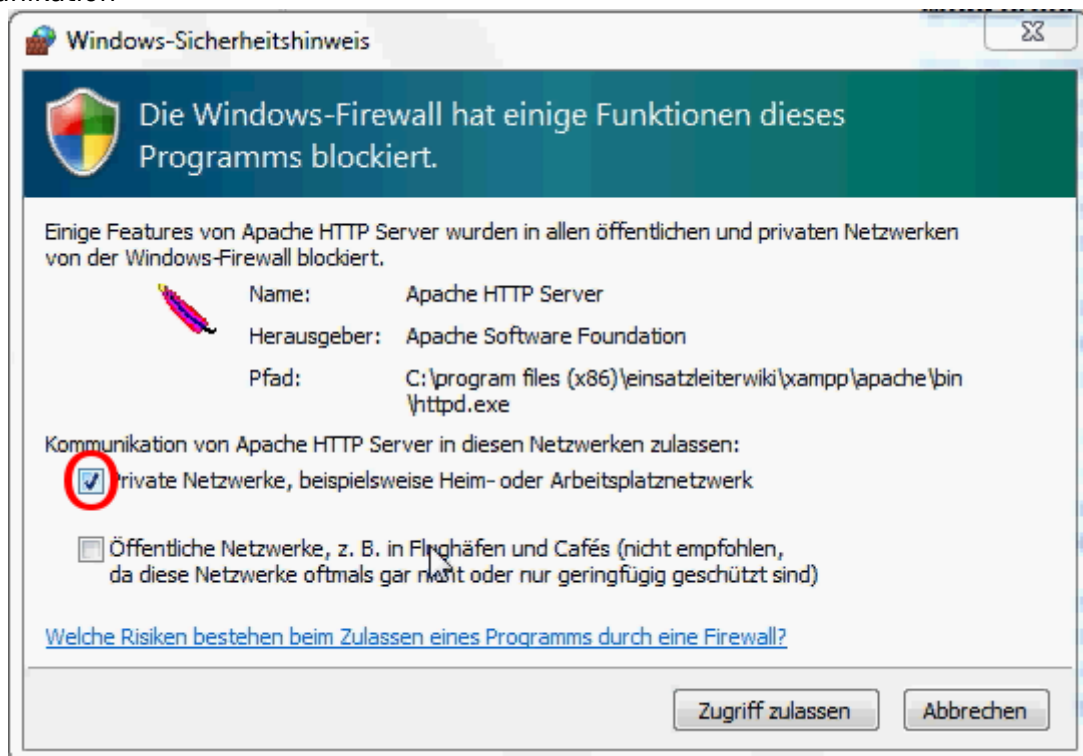 Windows-Sicherheitshinweis
Die Windows-Firewall hat einige Funktionen dieses
Programms blockiert.
Einige Features von Apache HTTP Server wurden in allen öffentlichen und privaten Netzwerken
von der Windows-Firewall blockiert.
Name: Apache HTTP Server
Herausgeber: Apache Software Foundation
Pfad: C:\program files (x86)\einsatzleiterwiki\xampp\apache\bin
\httpd.exe
Kommunikation von Apache HTTP Server in diesen Netzwerken zulassen:
Private Netzwerke, beispielsweise Heim- oder Arbeitsplatznetzwerk
Öffentliche Netzwerke, z. B. in Flughäfen und Cafés (nicht empfohlen,
da diese Netzwerke oftmals gar nicht oder nur geringfügig geschützt sind)
Welche Risiken bestehen beim Zulassen eines Programms durch eine Firewall?
Zugriff zulassen Abbrechen